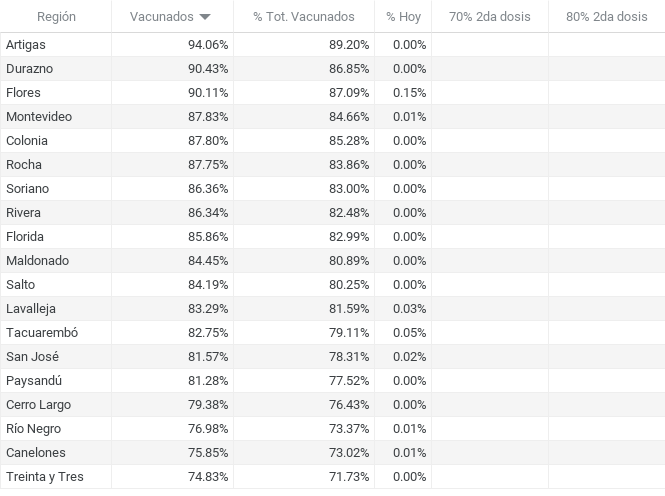 Región Vacunados % Tot. Vacunados % Hoy 70% 2da dosis 80% 2da dosis
Artigas 94.06% 89.20% 0.00%
Durazno 90.43% 86.85% 0.00%
Flores 90.11% 87.09% 0.15%
Montevideo 87.83% 84.66% 0.01%
Colonia 87.80% 85.28% 0.00%
Rocha 87.75% 83.86% 0.00%
Soriano 86.36% 83.00% 0.00%
Rivera 86.34% 82.48% 0.00%
Florida 85.86% 82.99% 0.00%
Maldonado 84.45% 80.89% 0.00%
Salto 84.19% 80.25% 0.00%
Lavalleja 83.29% 81.59% 0.03%
Tacuarembó 82.75% 79.11% 0.05%
San José 81.57% 78.31% 0.02%
Paysandú 81.28% 77.52% 0.00%
Cerro Largo 79.38% 76.43% 0.00%
Río Negro 76.98% 73.37% 0.01%
Canelones 75.85% 73.02% 0.01%
Treinta y Tres 74.83% 71.73% 0.00%